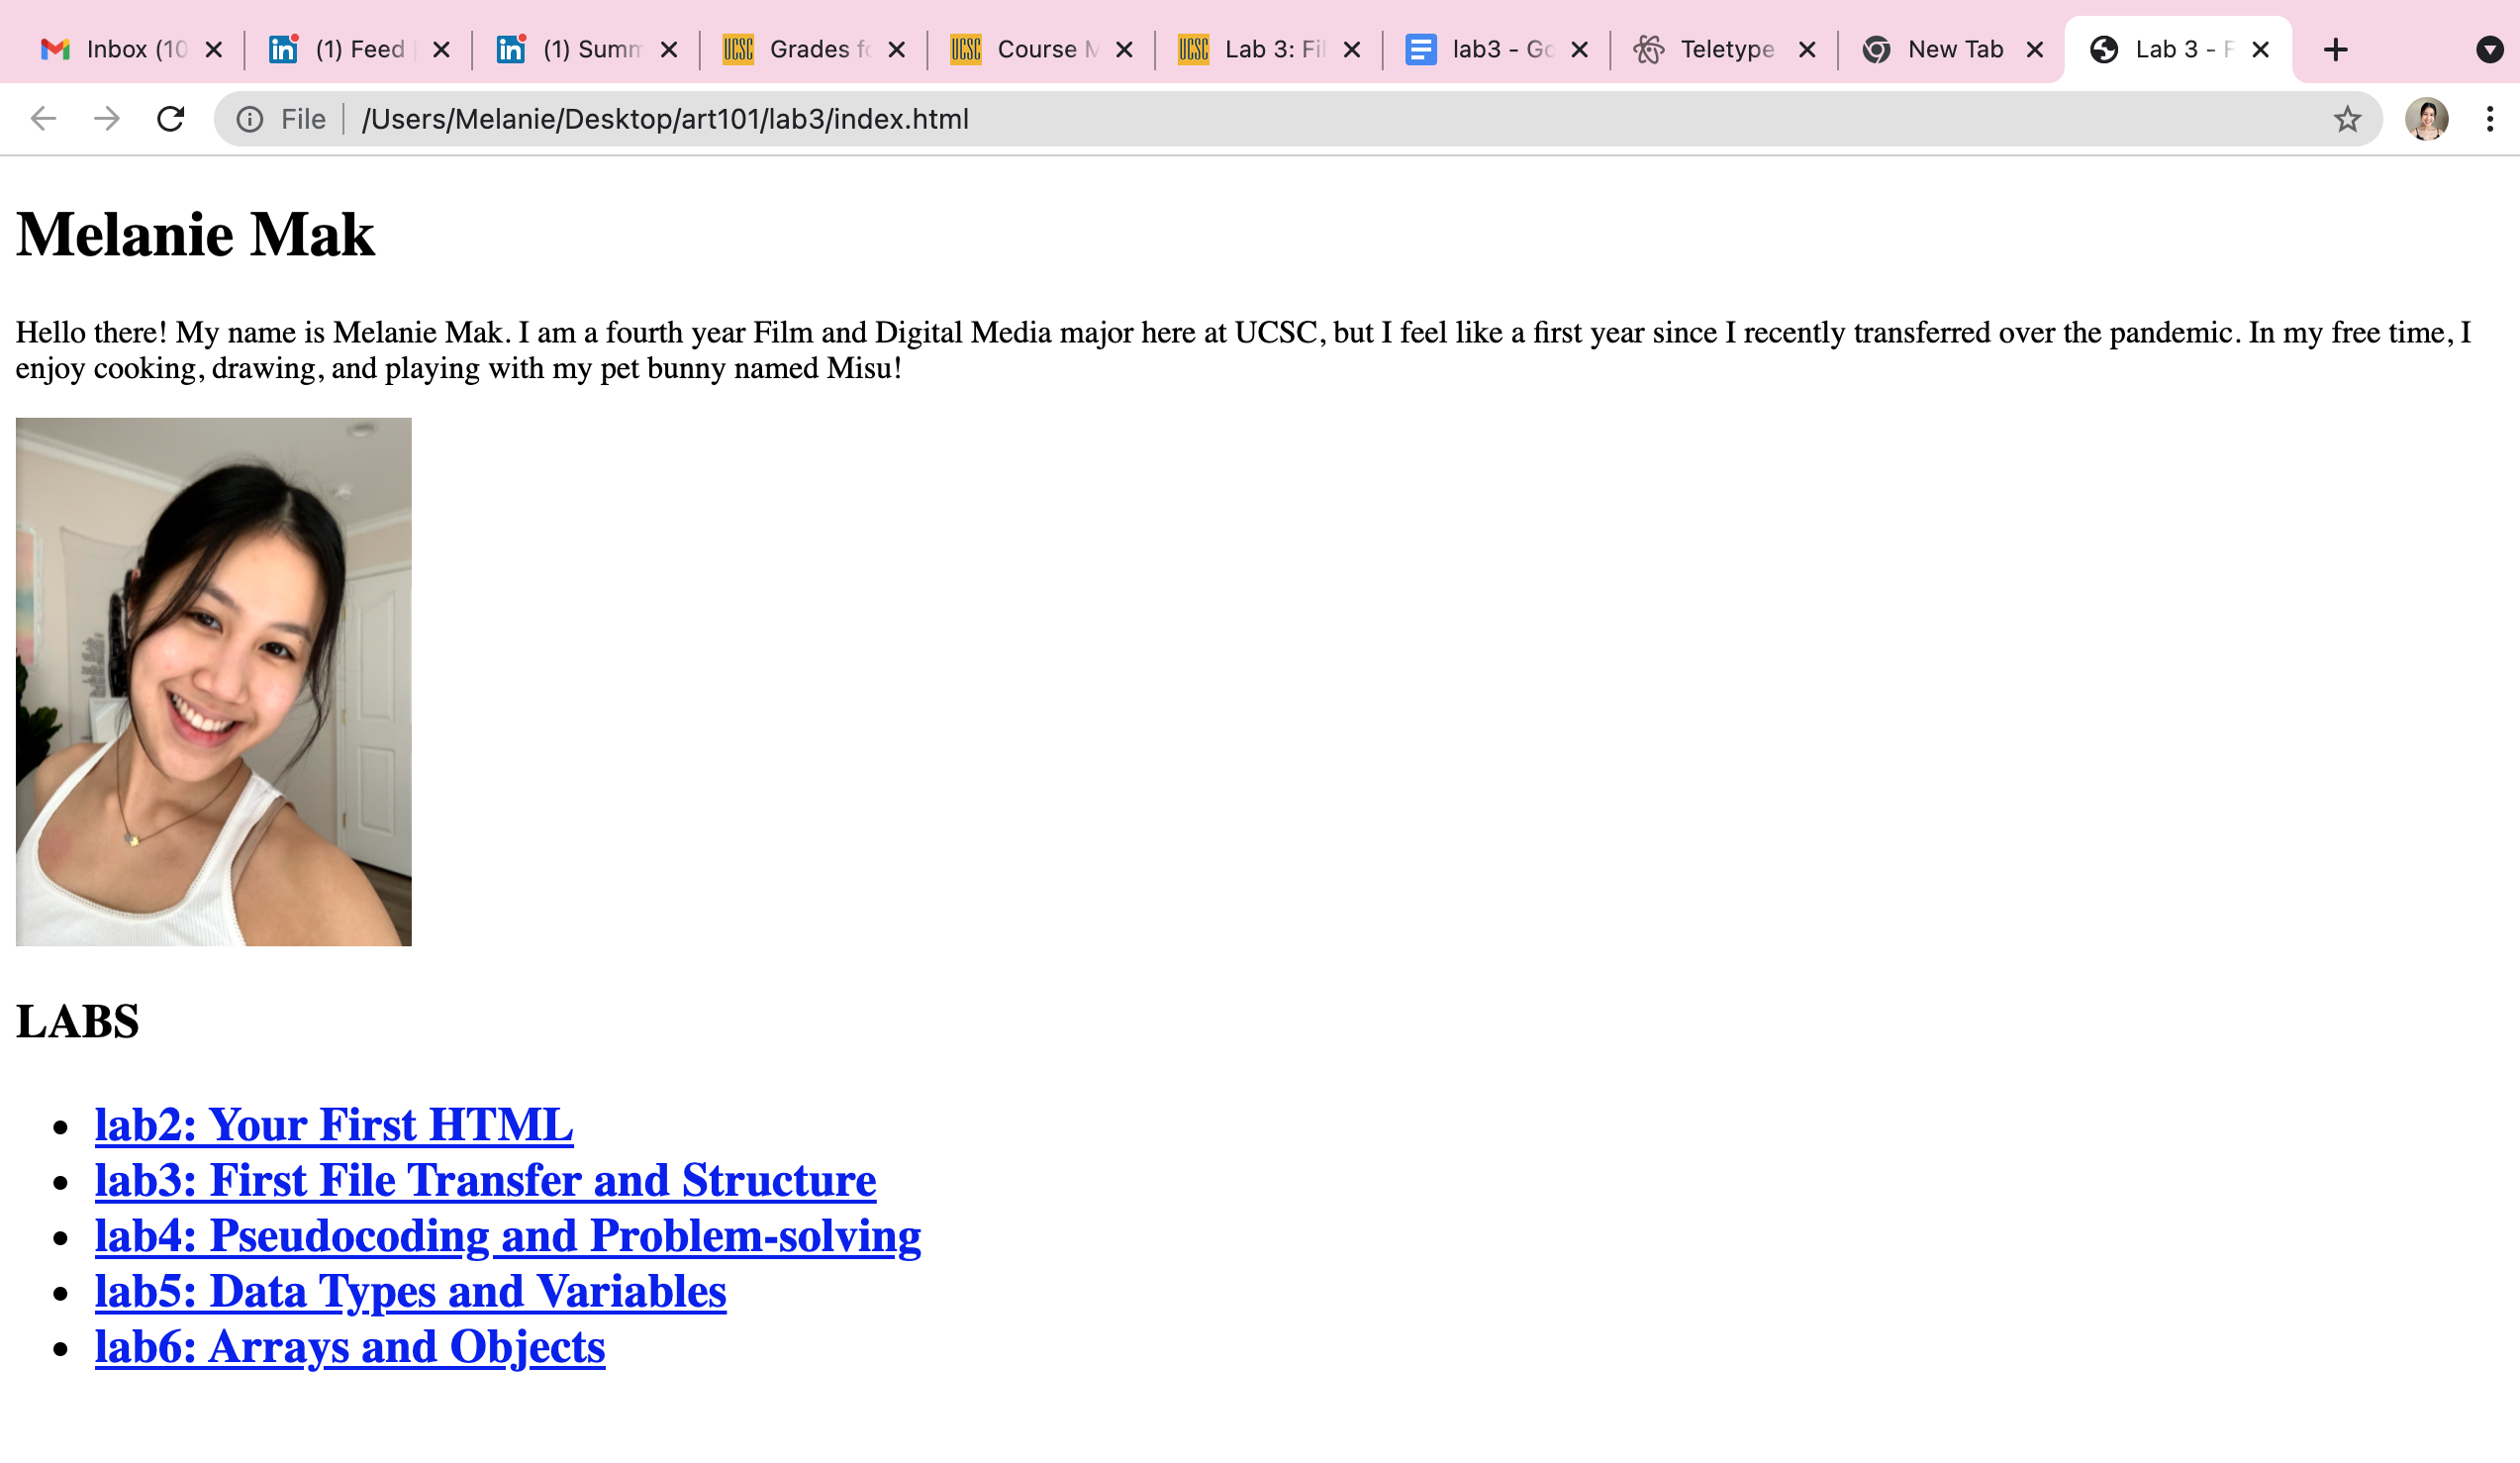 Inbox (10
(1) Feed
(1) Summ
UCSC Grades fo
UCSC Course M
UCSC Lab 3: Fil
lab3 - Go
Teletype
New Tab
Lab 3 - F
File /Users/Melanie/Desktop/art101/lab3/index.html
Melanie Mak
Hello there! My name is Melanie Mak. I am a fourth year Film and Digital Media major here at UCSC, but I feel like a first year since I recently transferred over the pandemic. In my free time, I
enjoy cooking, drawing, and playing with my pet bunny named Misu!
LABS
lab2: Your First HTML
lab3: First File Transfer and Structure
lab4: Pseudocoding and Problem-solving
lab5: Data Types and Variables
lab6: Arrays and Objects